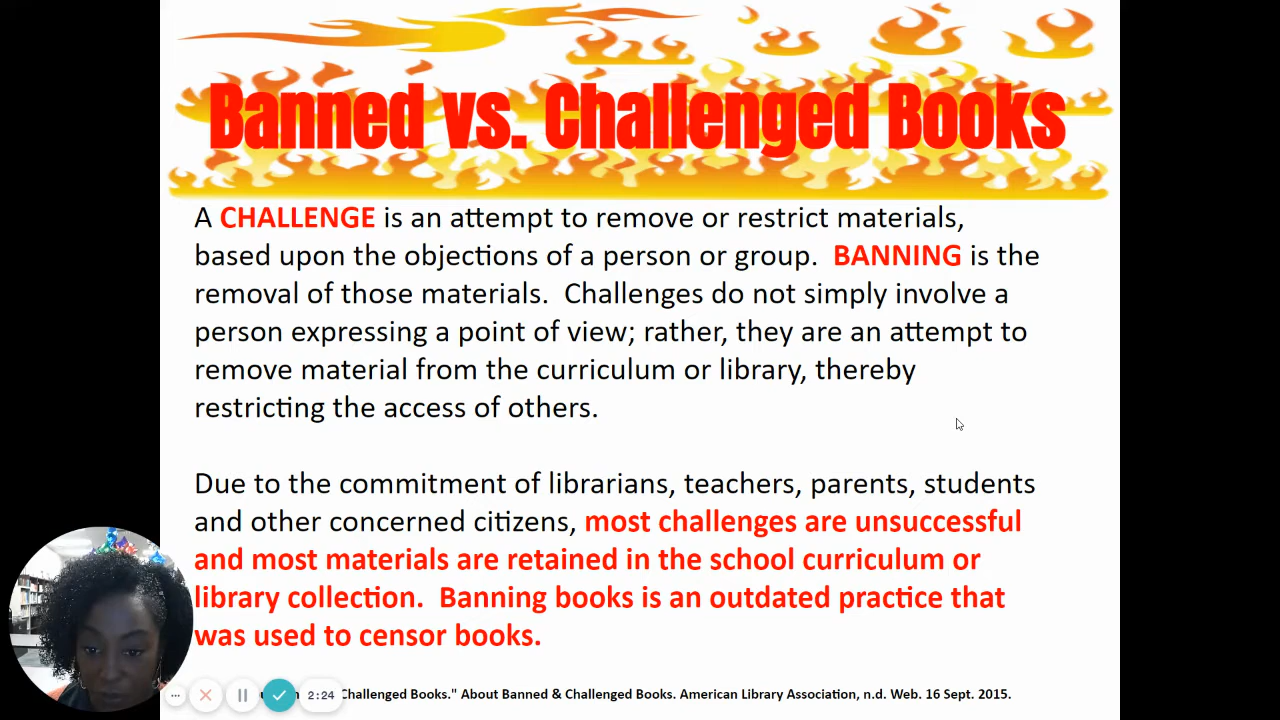 Banned vs. Challenged Books
A CHALLENGE is an attempt to remove or restrict materials,
based upon the objections of a person or group. BANNING is the
removal of those materials. Challenges do not simply involve a
person expressing a point of view; rather, they are an attempt to
remove material from the curriculum or library, thereby
restricting the access of others.
Due to the commitment of librarians, teachers, parents, students
and other concerned citizens, most challenges are unsuccessful
and most materials are retained in the school curriculum or
library collection. Banning books is an outdated practice that
was used to censor books.
Challenged Books." About Banned & Challenged Books. American Library Association, n.d. Web. 16 Sept. 2015.
2:24